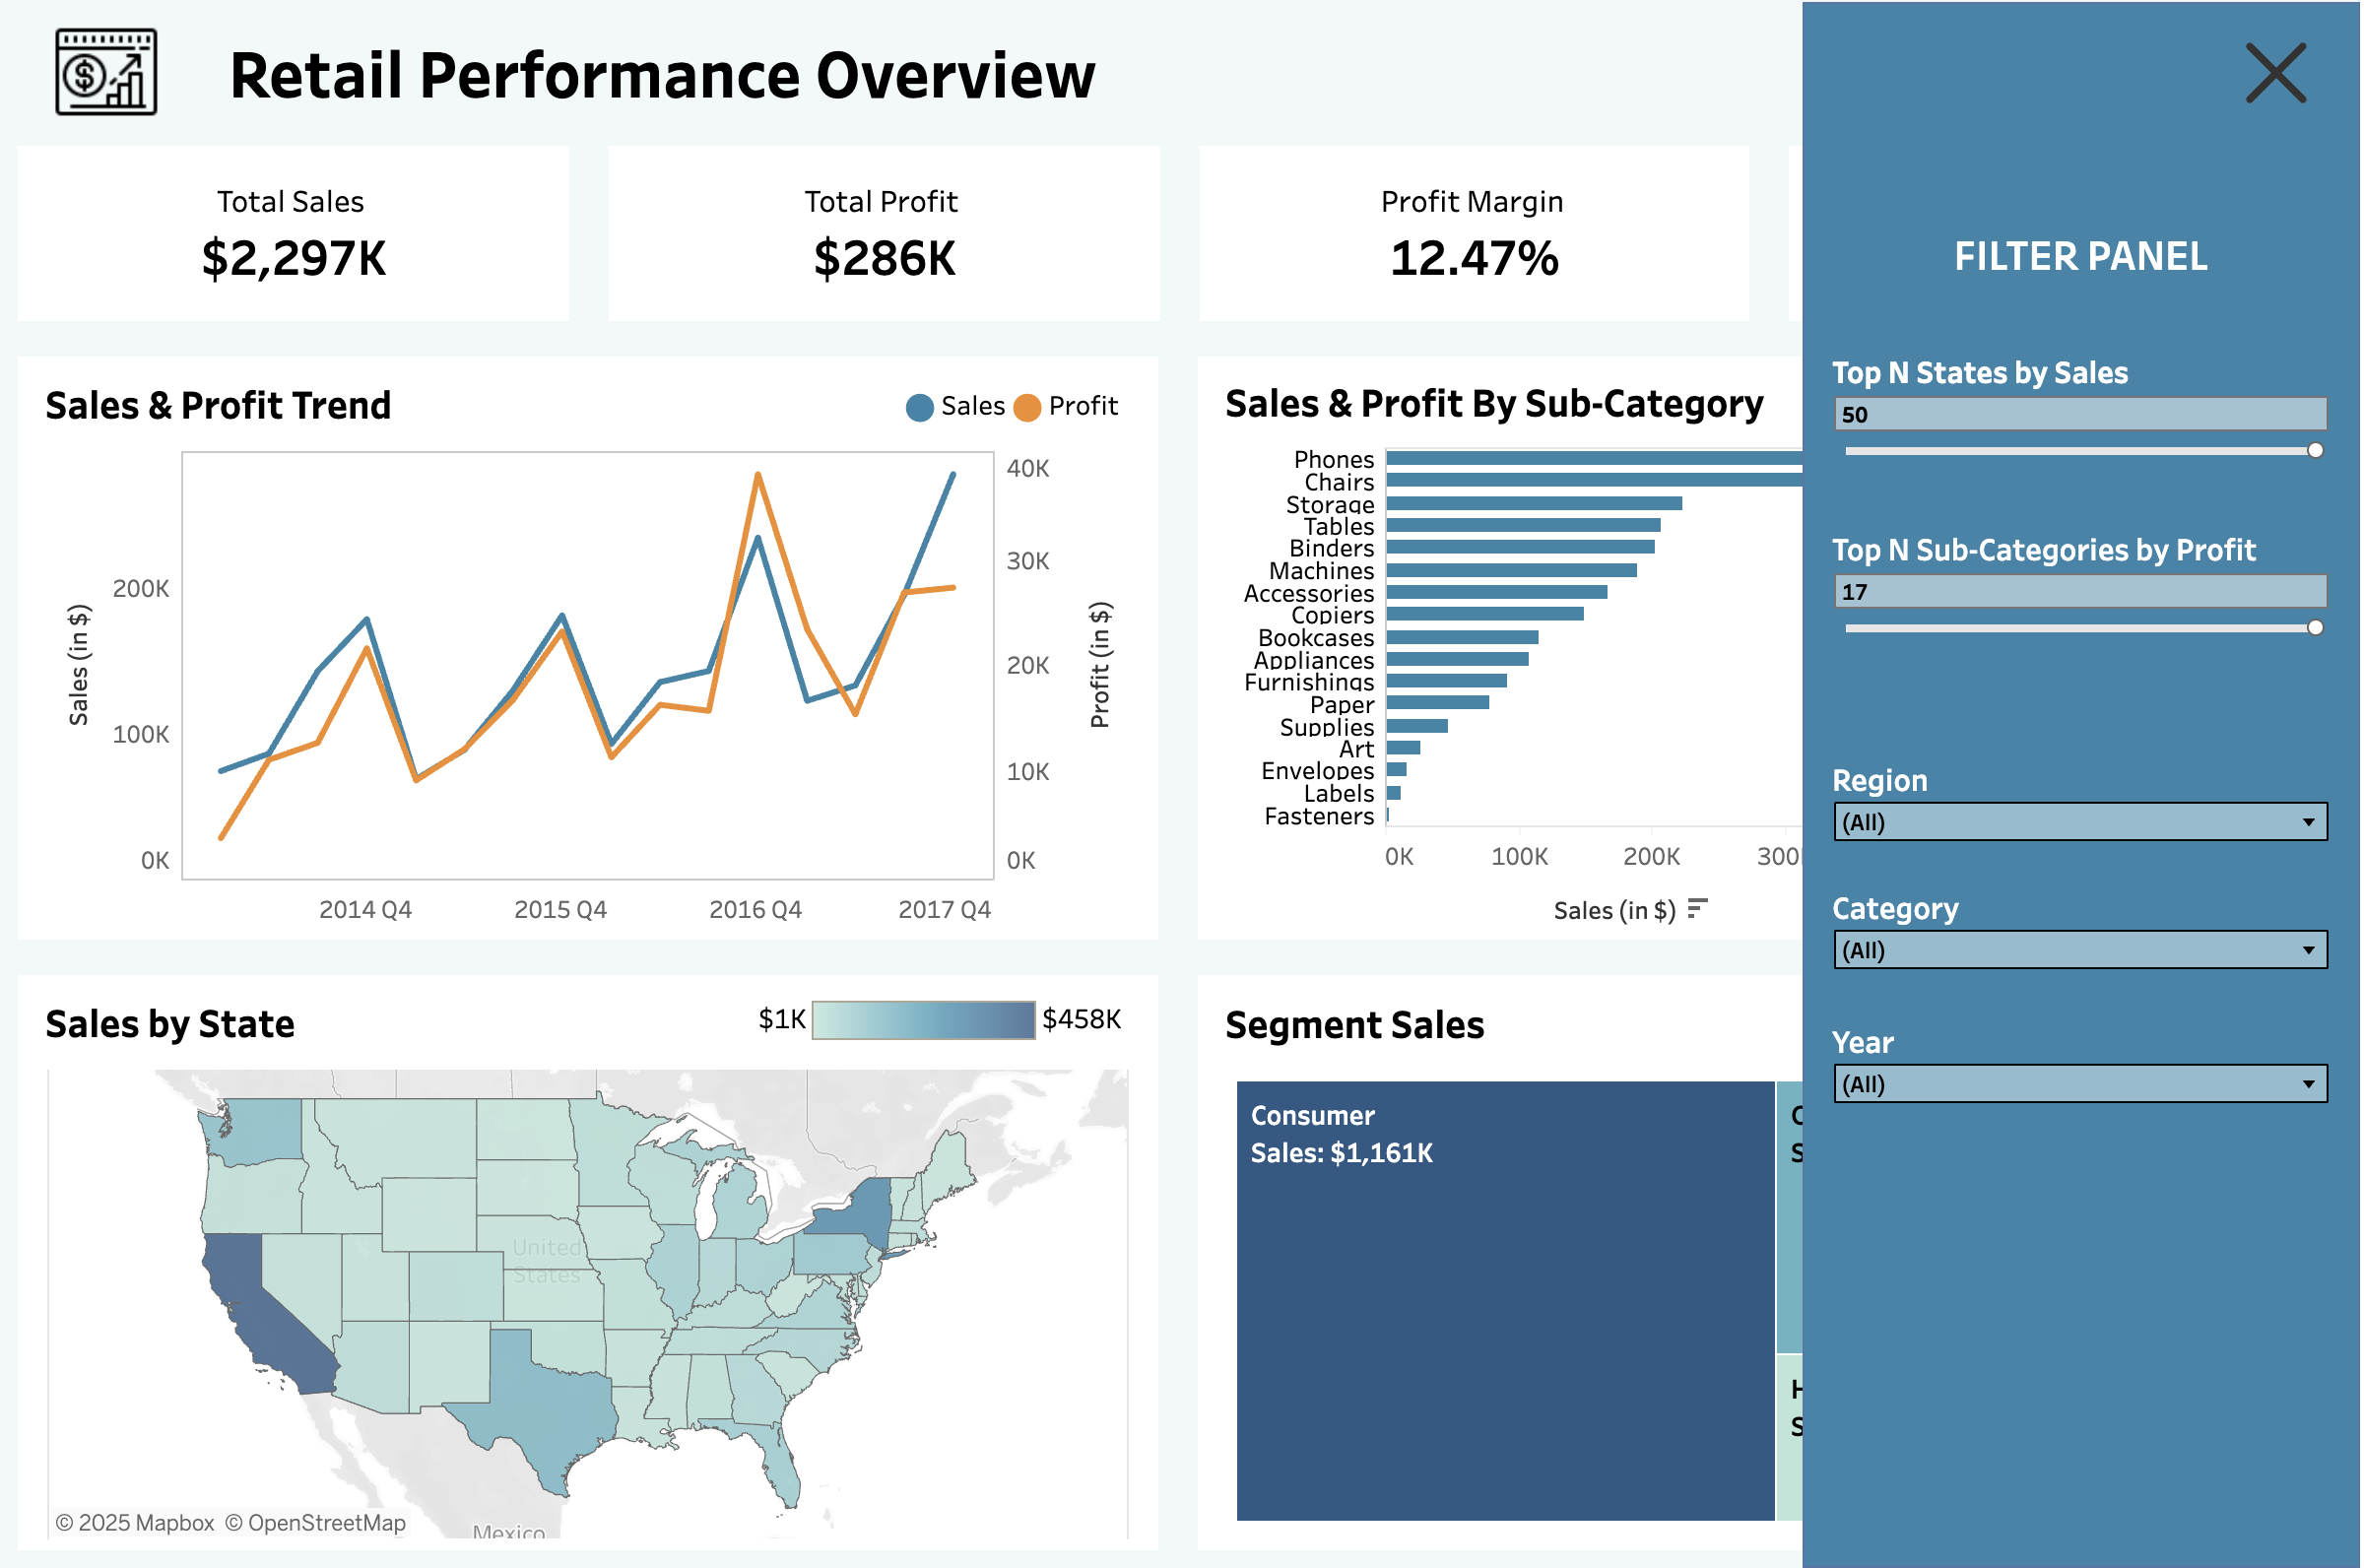 $
Retail Performance Overview
Total Sales
$2,297K
Total Profit
$286K
Profit Margin
12.47%
FILTER PANEL
Top N States by Sales
50
Top N Sub-Categories by Profit
17
Region
(All)
Category
(All)
Year
(All)
Sales & Profit Trend
Sales
Profit
Sales (in $)
200K
100K
0K
40K
30K
20K
10K
0K
Profit (in $)
2014 Q4
2015 Q4
2016 Q4
2017 Q4
Sales & Profit By Sub-Category
Phones
Chairs
Storage
Tables
Binders
Machines
Accessories
Copiers
Bookcases
Appliances
Furnishings
Paper
Supplies
Art
Envelopes
Labels
Fasteners
0K
100K
200K
300
Sales (in $)
Sales by State
$1K
$458K
United
States
Mexico
© 2025 Mapbox © OpenStreetMap
Segment Sales
Consumer
Sales: $1,161K